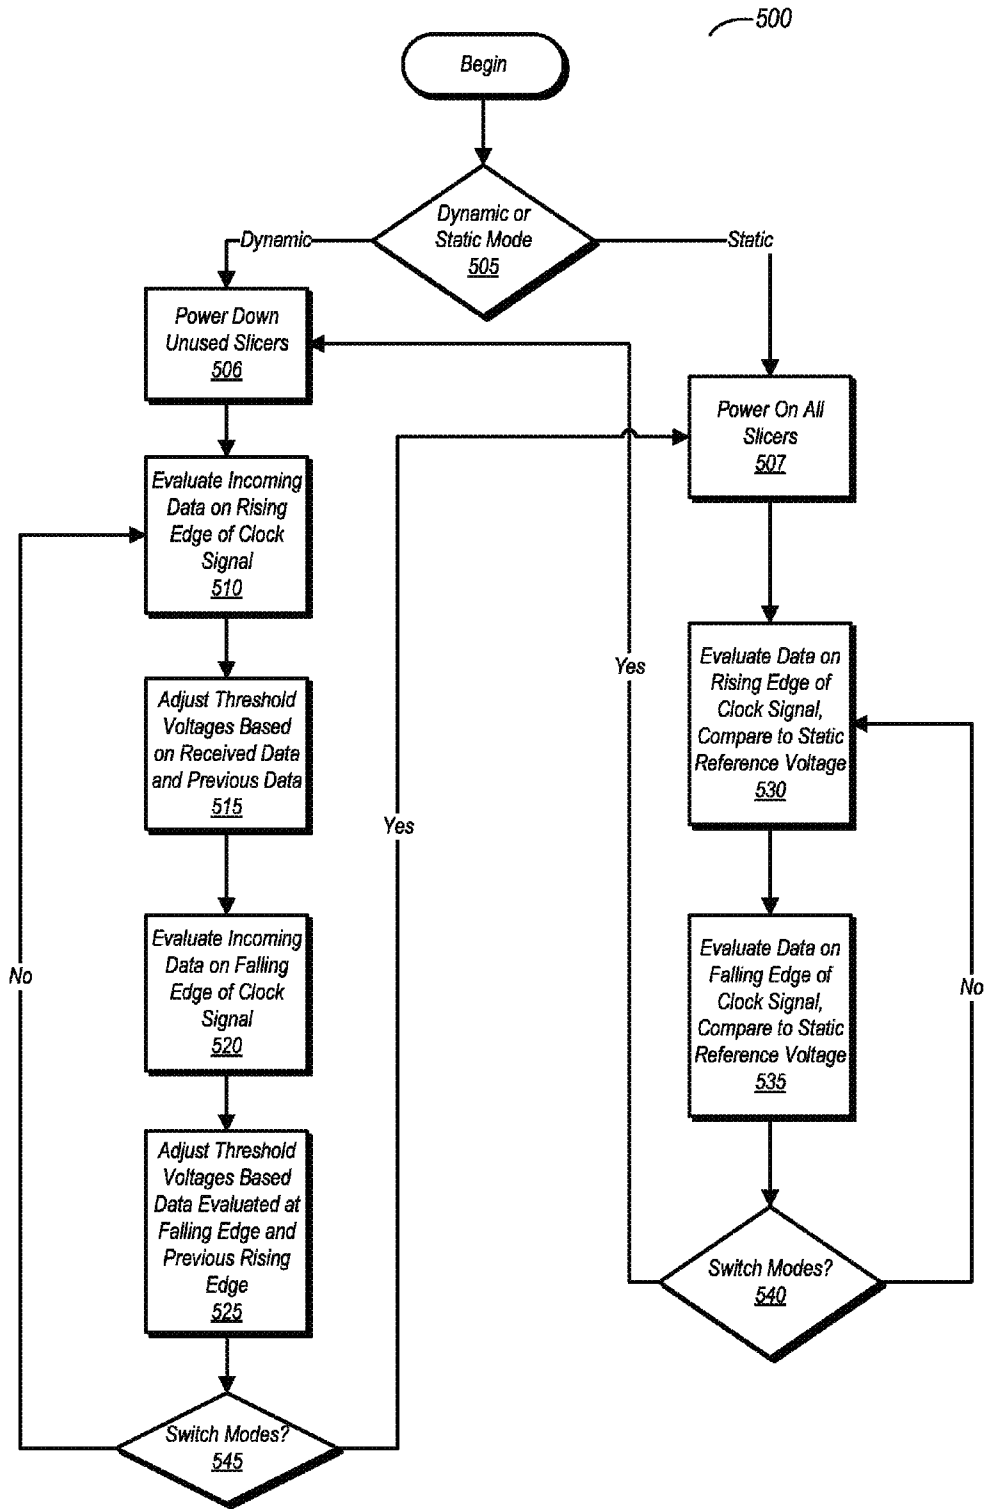 500
Begin
Dynamic or
Static Mode
505
Dynamic
Static
Power Down
Unused Slicers
506
Power On All
Slicers
507
Evaluate Incoming
Data on Rising
Edge of Clock
Signal
510
Adjust Threshold
Voltages Based
on Received Data
and Previous Data
515
Yes
Yes
Evaluate Data on
Rising Edge of
Clock Signal,
Compare to Static
Reference Voltage
530
Evaluate Incoming
Data on Falling
Edge of Clock
Signal
520
No
Evaluate Data on
Falling Edge of
Clock Signal,
Compare to Static
Reference Voltage
535
No
Adjust Threshold
Voltages Based
Data Evaluated at
Falling Edge and
Previous Rising
Edge
525
Switch Modes?
540
Switch Modes?
545